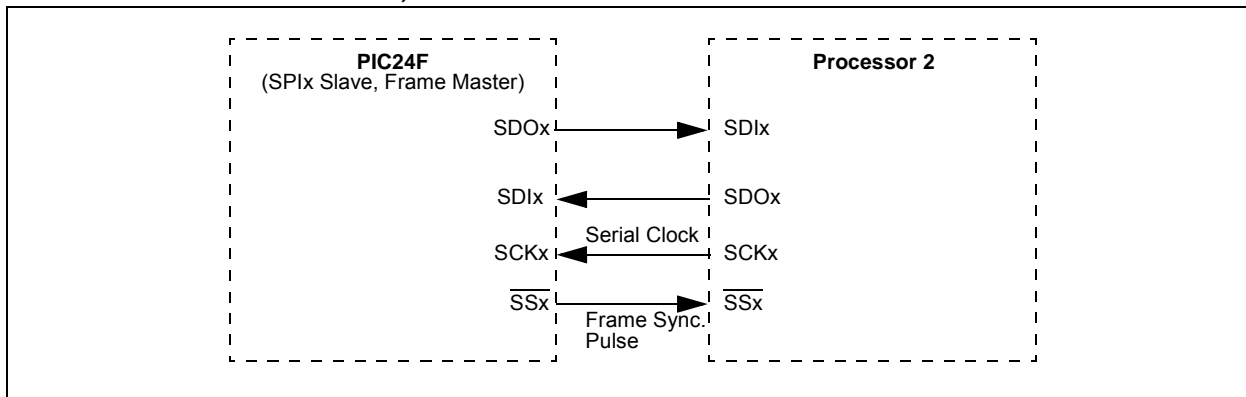 PIC24F
(SPIx Slave, Frame Master)
Processor 2
SDOx
SDIx
SDIx
SDOx
Serial Clock
SCKx
SCKx
SSx
SSx
Frame Sync.
Pulse